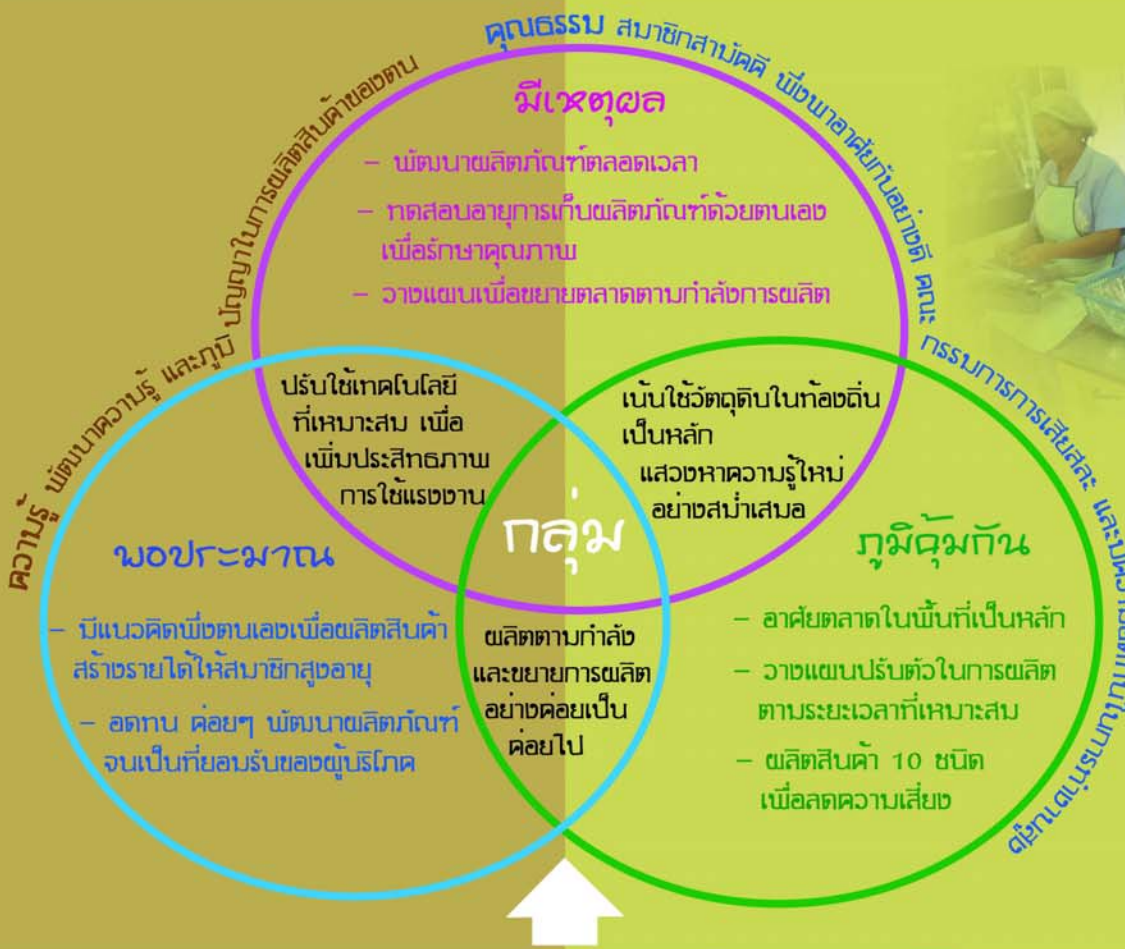 คุณธรรม สมาชิกสามัคคี พึ่งพาอาศัยกันอย่างดี คณะ กรรมการการเสียสละ และมีความอดทนในการทำงานสูง
ความรู้ พัฒนาความรู้ และภูมิ ปัญญาในการผลิตสินค้าของตน
มีเหตุผล
- พัฒนาผลิตภัณฑ์ตลอดเวลา
- ทดสอบอายุการเก็บผลิตภัณฑ์ด้วยตนเอง
เพื่อรักษาคุณภาพ
- วางแผนเพื่อขยายตลาดตามกำลังการผลิต
ปรับใช้เทคโนโลยี
ที่เหมาะสม เพื่อ
เพิ่มประสิทธภาพ
การใช้แรงงาน
เน้นใช้วัตถุดิบในท้องถิ่น
เป็นหลัก
แสวงหาความรู้ใหม่
อย่างสม่ำเสมอ
กลุ่ม
พอประมาณ
- มีแนวคิดพึ่งตนเองเพื่อผลิตสินค้า
สร้างรายได้ให้สมาชิกสูงอายุ
- อดทน ค่อยๆ พัฒนาผลิตภัณฑ์
จนเป็นที่ยอมรับของผู้บริโภค
ผลิตตามกำลัง
และขยายการผลิต
อย่างค่อยเป็น
ค่อยไป
ภูมิคุ้มกัน
- อาศัยตลาดในพื้นที่เป็นหลัก
- วางแผนปรับตัวในการผลิต
ตามระยะเวลาที่เหมาะสม
- ผลิตสินค้า 10 ชนิด
เพื่อลดความเสี่ยง